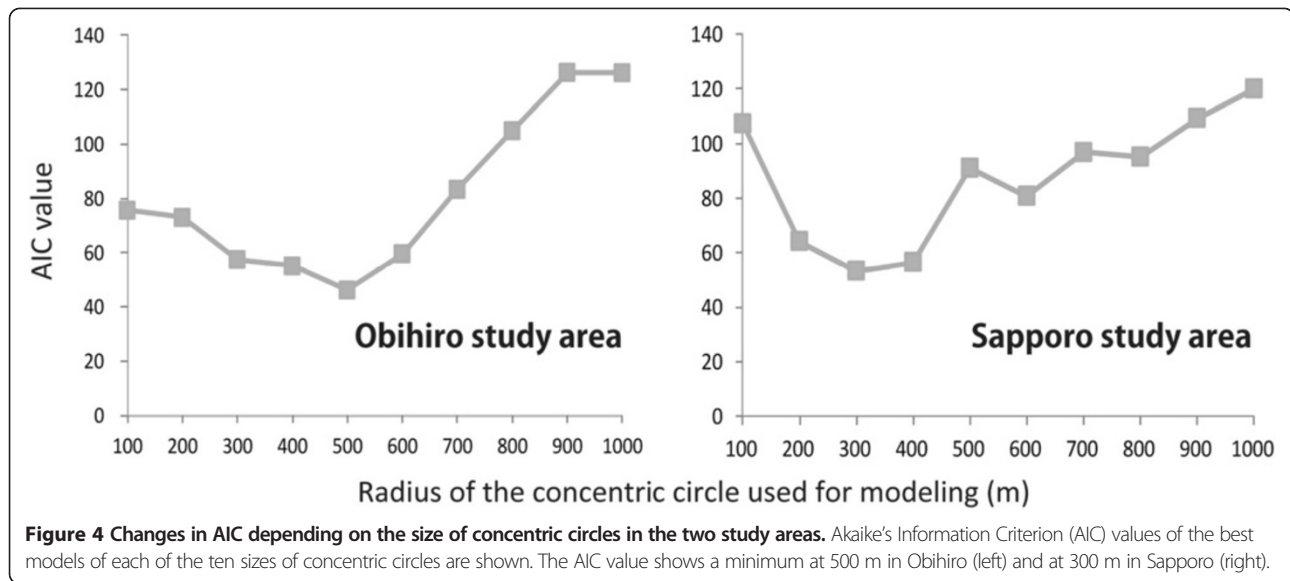 140
120
100
80
60
40
20
0
AIC value
100 200 300 400 500 600 700 800 900 1000
Obihiro study area
140
120
100
80
60
40
20
0
100 200 300 400 500 600 700 800 900 1000
Sapporo study area
Radius of the concentric circle used for modeling (m)
Figure 4 Changes in AIC depending on the size of concentric circles in the two study areas. Akaike's Information Criterion (AIC) values of the best
models of each of the ten sizes of concentric circles are shown. The AIC value shows a minimum at 500 m in Obihiro (left) and at 300 m in Sapporo (right).